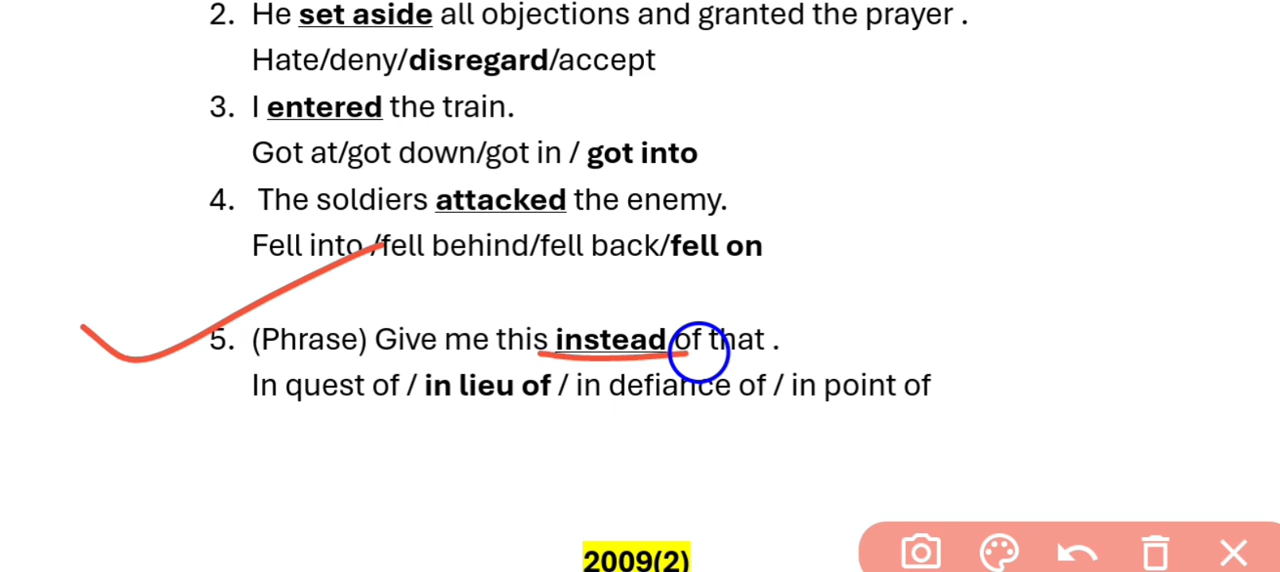 2. He set aside all objections and granted the prayer .
Hate/deny/disregard/accept
3. I entered the train.
Got at/got down/got in / got into
4. The soldiers attacked the enemy.
Fell into /fell behind/fell back/fell on
5. (Phrase) Give me this instead of that .
In quest of / in lieu of / in defiance of / in point of
2009(2)